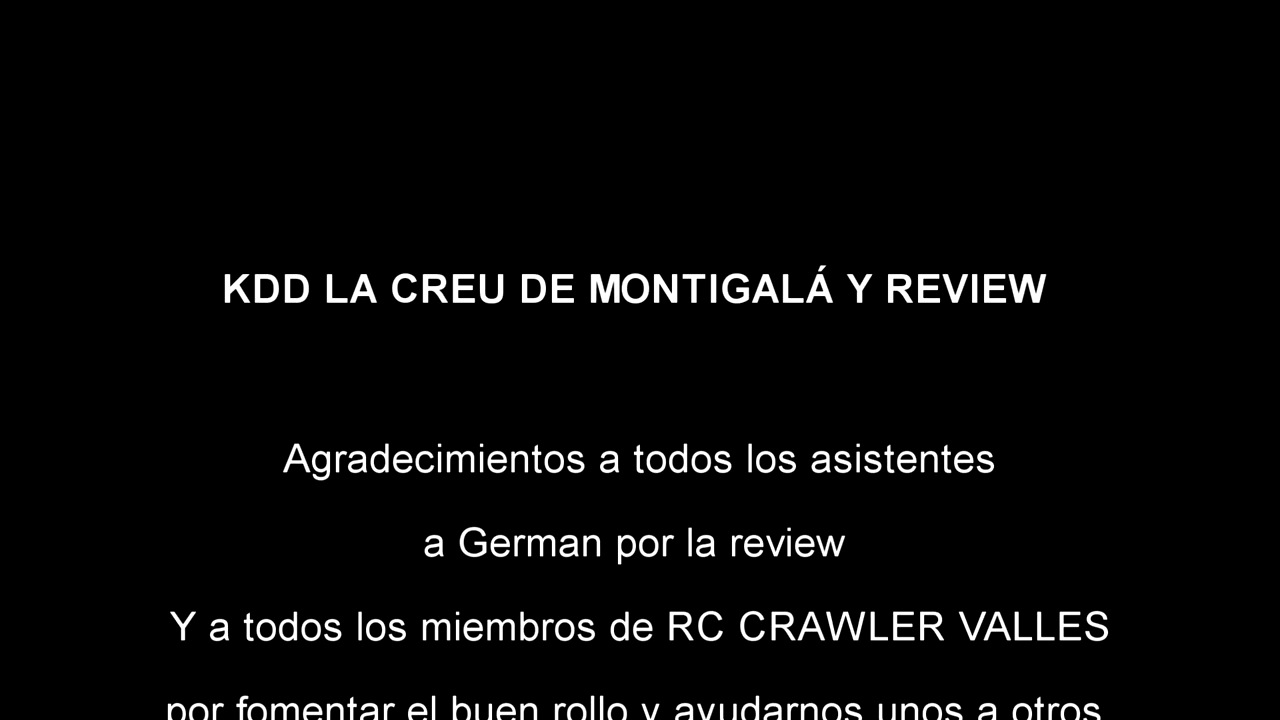 KDD LA CREU DE MONTIGALÁ Y REVIEW
Agradecimientos a todos los asistentes
a German por la review
Y a todos los miembros de RC CRAWLER VALLES
por fomentar el buen rollo y ayudarnos unos a otros